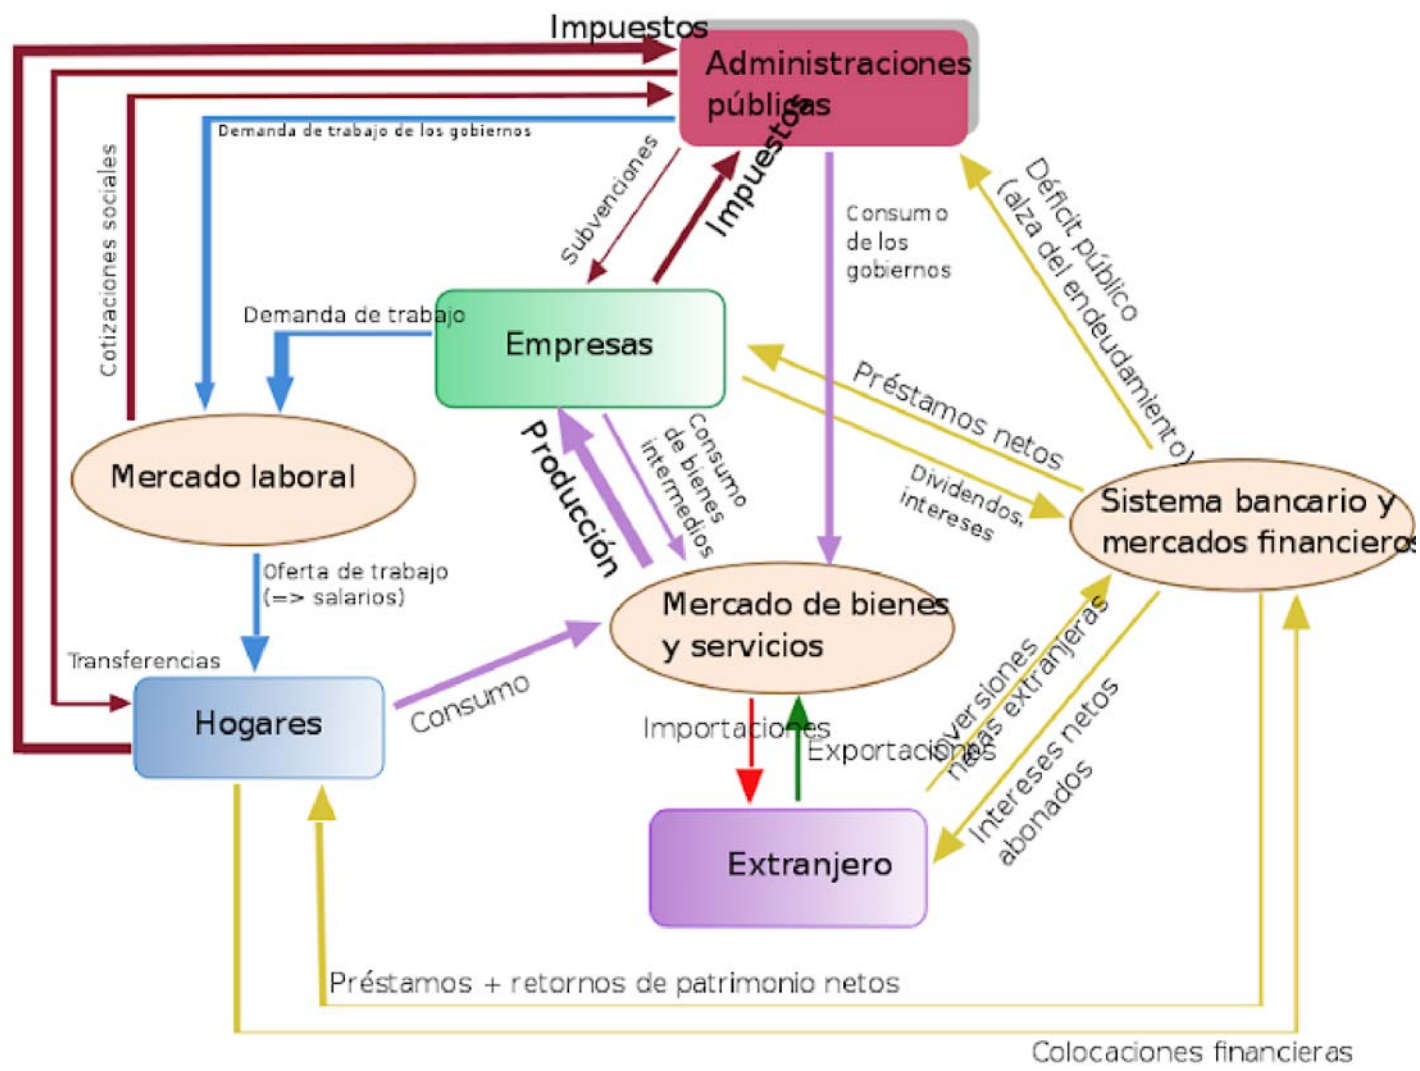 Impuestos
Administraciones
públicas
Demanda de trabajo de los gobiernos
Cotizaciones sociales
Subvenciones
Impuestos
Consumo
de los
gobiernos
Déficit público
(alza del endeudamiento)
Demanda de trabajo
Empresas
Préstamos netos
Dividendos,
intereses
Producción
Consumo
de bienes
intermedios
Mercado laboral
Sistema bancario y
mercados financieros
Oferta de trabajo
(=> salarios)
Mercado de bienes
y servicios
Transferencias
Hogares
Consumo
Importaciones
Exportaciones
Inversiones
netas extranjeras
Intereses netos
abonados
Extranjero
Préstamos + retornos de patrimonio netos
Colocaciones financieras